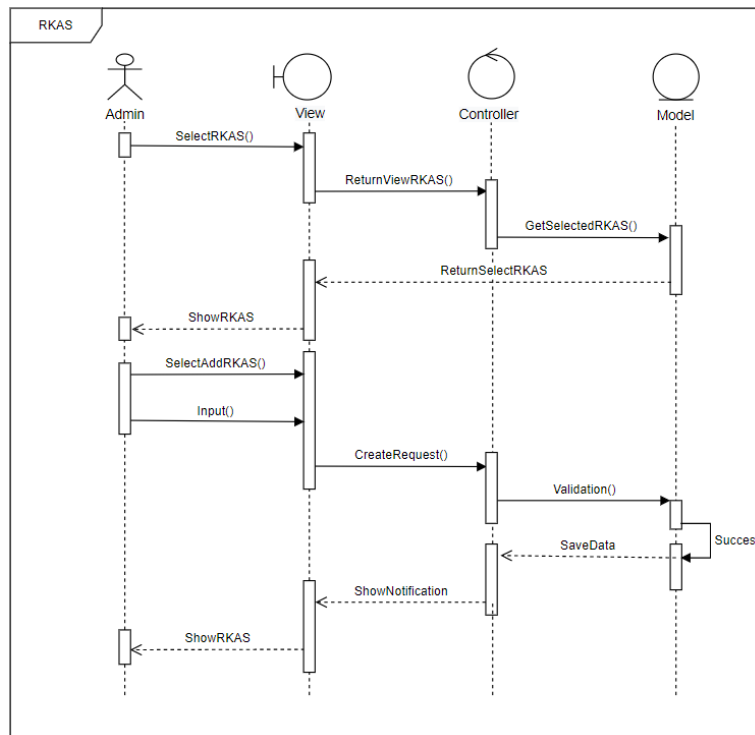 RKAS
Admin
View
Controller
Model
SelectRKAS()
ReturnViewRKAS()
GetSelectedRKAS()
ReturnSelectRKAS
ShowRKAS
SelectAddRKAS()
Input()
CreateRequest()
Validation()
Succes
SaveData
ShowNotification
ShowRKAS